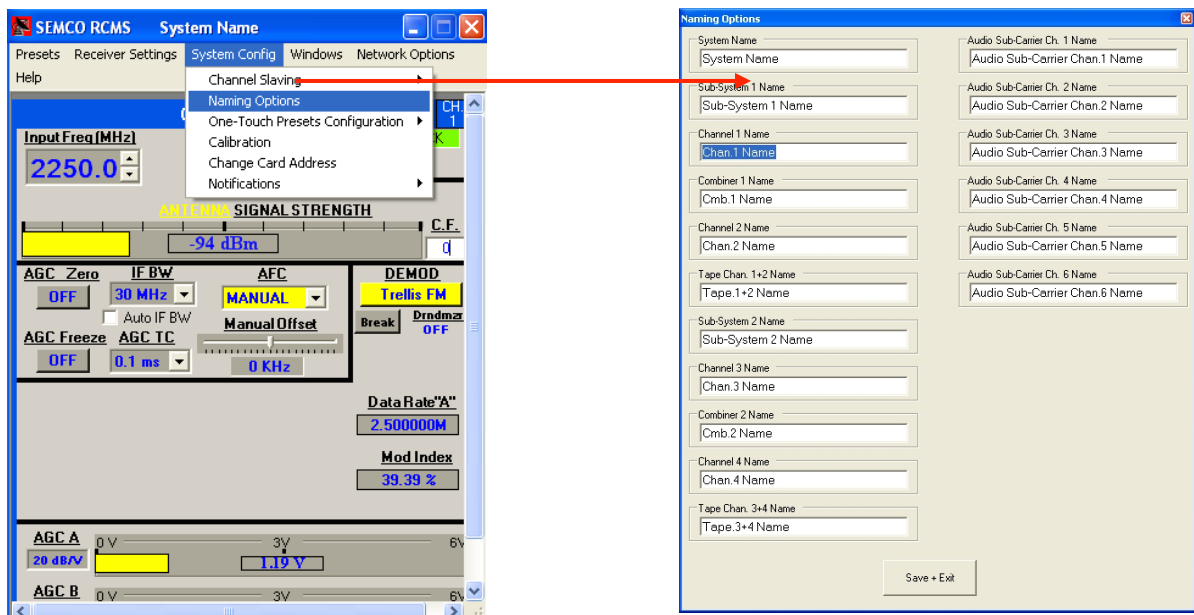 SEMCO RCMS System Name
Presets Receiver Settings System Config Windows Network Options
Help
Channel Slaving
Naming Options
One-Touch Presets Configuration
Calibration
Change Card Address
Notifications
CH.
1
Input Freq (MHz)
2250.0
ANTENNA SIGNAL STRENGTH
-94 dBm
C.F.
0
AGC Zero
OFF
IF BW
30 MHz
Auto IF BW
AGC Freeze
OFF
AGC TC
0.1 ms
AFC
MANUAL
Manual Offset
0 KHz
DEMOD
Trellis FM
Break
Drndmzr
OFF
Data Rate"A"
2.500000M
Mod Index
39.39 %
AGC A
20 dB/V
0 V 3V 6V
1.19 V
AGC B
0 V 3V 6V
Naming Options
System Name
System Name
Sub-System 1 Name
Sub-System 1 Name
Channel 1 Name
Chan.1 Name
Combiner 1 Name
Cmb.1 Name
Channel 2 Name
Chan.2 Name
Tape Chan. 1+2 Name
Tape.1+2 Name
Sub-System 2 Name
Sub-System 2 Name
Channel 3 Name
Chan.3 Name
Combiner 2 Name
Cmb.2 Name
Channel 4 Name
Chan.4 Name
Tape Chan. 3+4 Name
Tape.3+4 Name
Audio Sub-Carrier Ch. 1 Name
Audio Sub-Carrier Chan.1 Name
Audio Sub-Carrier Ch. 2 Name
Audio Sub-Carrier Chan.2 Name
Audio Sub-Carrier Ch. 3 Name
Audio Sub-Carrier Chan.3 Name
Audio Sub-Carrier Ch. 4 Name
Audio Sub-Carrier Chan.4 Name
Audio Sub-Carrier Ch. 5 Name
Audio Sub-Carrier Chan.5 Name
Audio Sub-Carrier Ch. 6 Name
Audio Sub-Carrier Chan.6 Name
Save + Exit